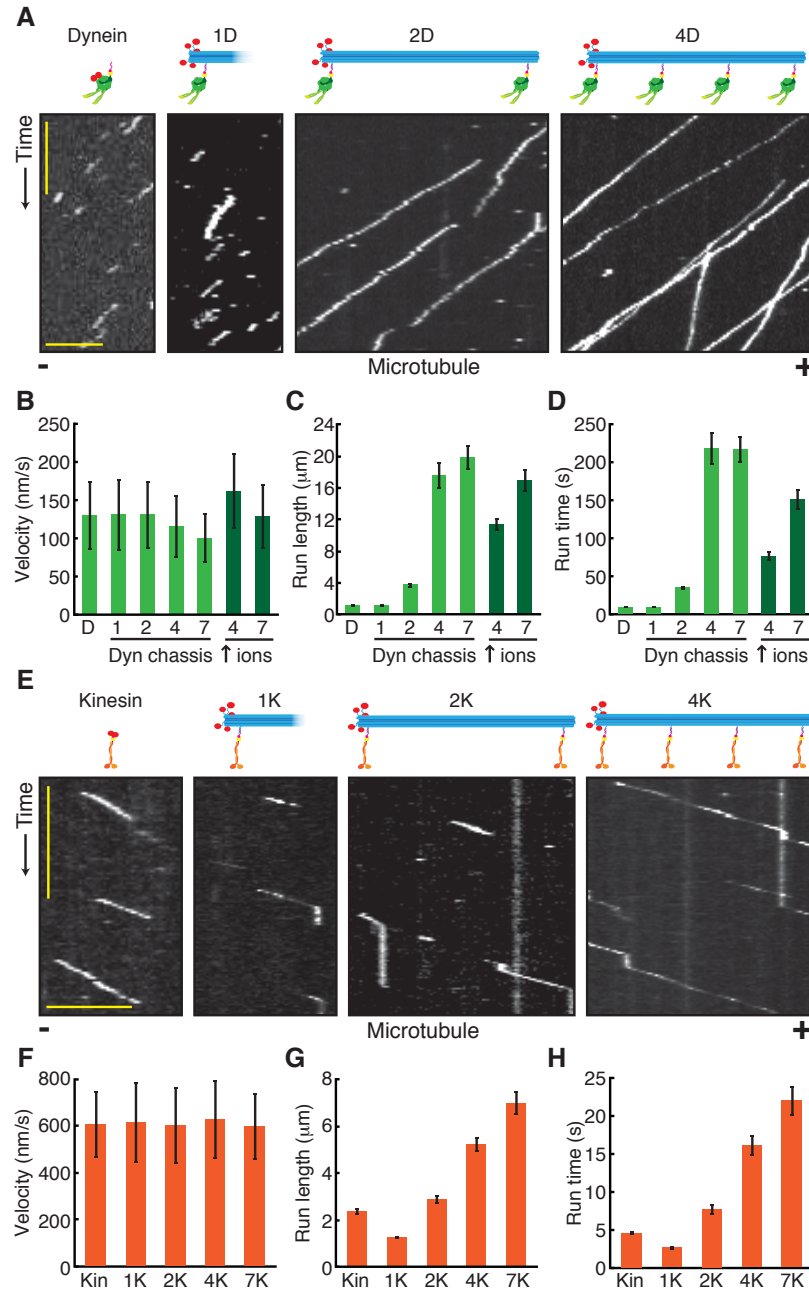 A
Dynein 1D 2D 4D
Time
- Microtubule +
B C D
Velocity (nm/s)
250
200
150
100
50
0
D 1 2 4 7 4 7
Dyn chassis ↑ ions
Run length (μm)
24
20
16
12
8
4
0
D 1 2 4 7 4 7
Dyn chassis ↑ ions
Run time (s)
250
200
150
100
50
0
D 1 2 4 7 4 7
Dyn chassis ↑ ions
E
Kinesin 1K 2K 4K
Time
- Microtubule +
F G H
Velocity (nm/s)
800
600
400
200
0
Kin 1K 2K 4K 7K
Run length (μm)
8
6
4
2
0
Kin 1K 2K 4K 7K
Run time (s)
25
20
15
10
5
0
Kin 1K 2K 4K 7K